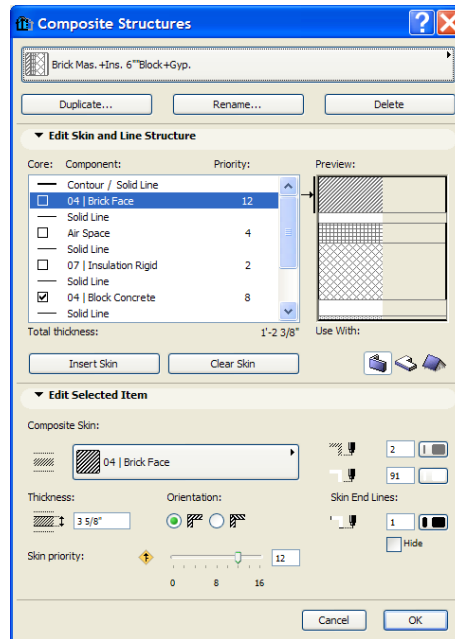 Composite Structures
Brick Mas. +Ins. 6""Block+Gyp.
Duplicate... Rename... Delete
Edit Skin and Line Structure
Core: Component: Priority: Preview:
Contour / Solid Line
04 | Brick Face 12
Solid Line
Air Space 4
Solid Line
07 | Insulation Rigid 2
Solid Line
04 | Block Concrete 8
Solid Line
Total thickness: 1'-2 3/8" Use With:
Insert Skin Clear Skin
Edit Selected Item
Composite Skin:
04 | Brick Face
2
91
Thickness: Orientation: Skin End Lines:
3 5/8" 1
Hide
Skin priority: 12
0 8 16
Cancel OK